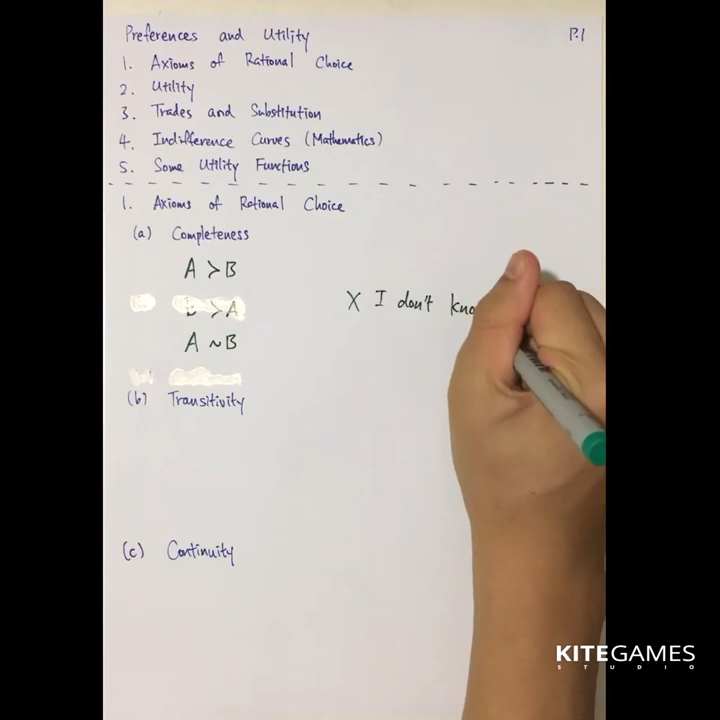 Preferences and Utility P.1
1. Axioms of Rational Choice
2. Utility
3. Trades and Substitution
4. Indifference Curves (Mathematics)
5. Some Utility Functions
1. Axioms of Rational Choice
(a) Completeness
A ≻ B
B ≻ A X I don't
A ~ B
(b) Transitivity
(c) Continuity
KITEGAMES
STUDIO